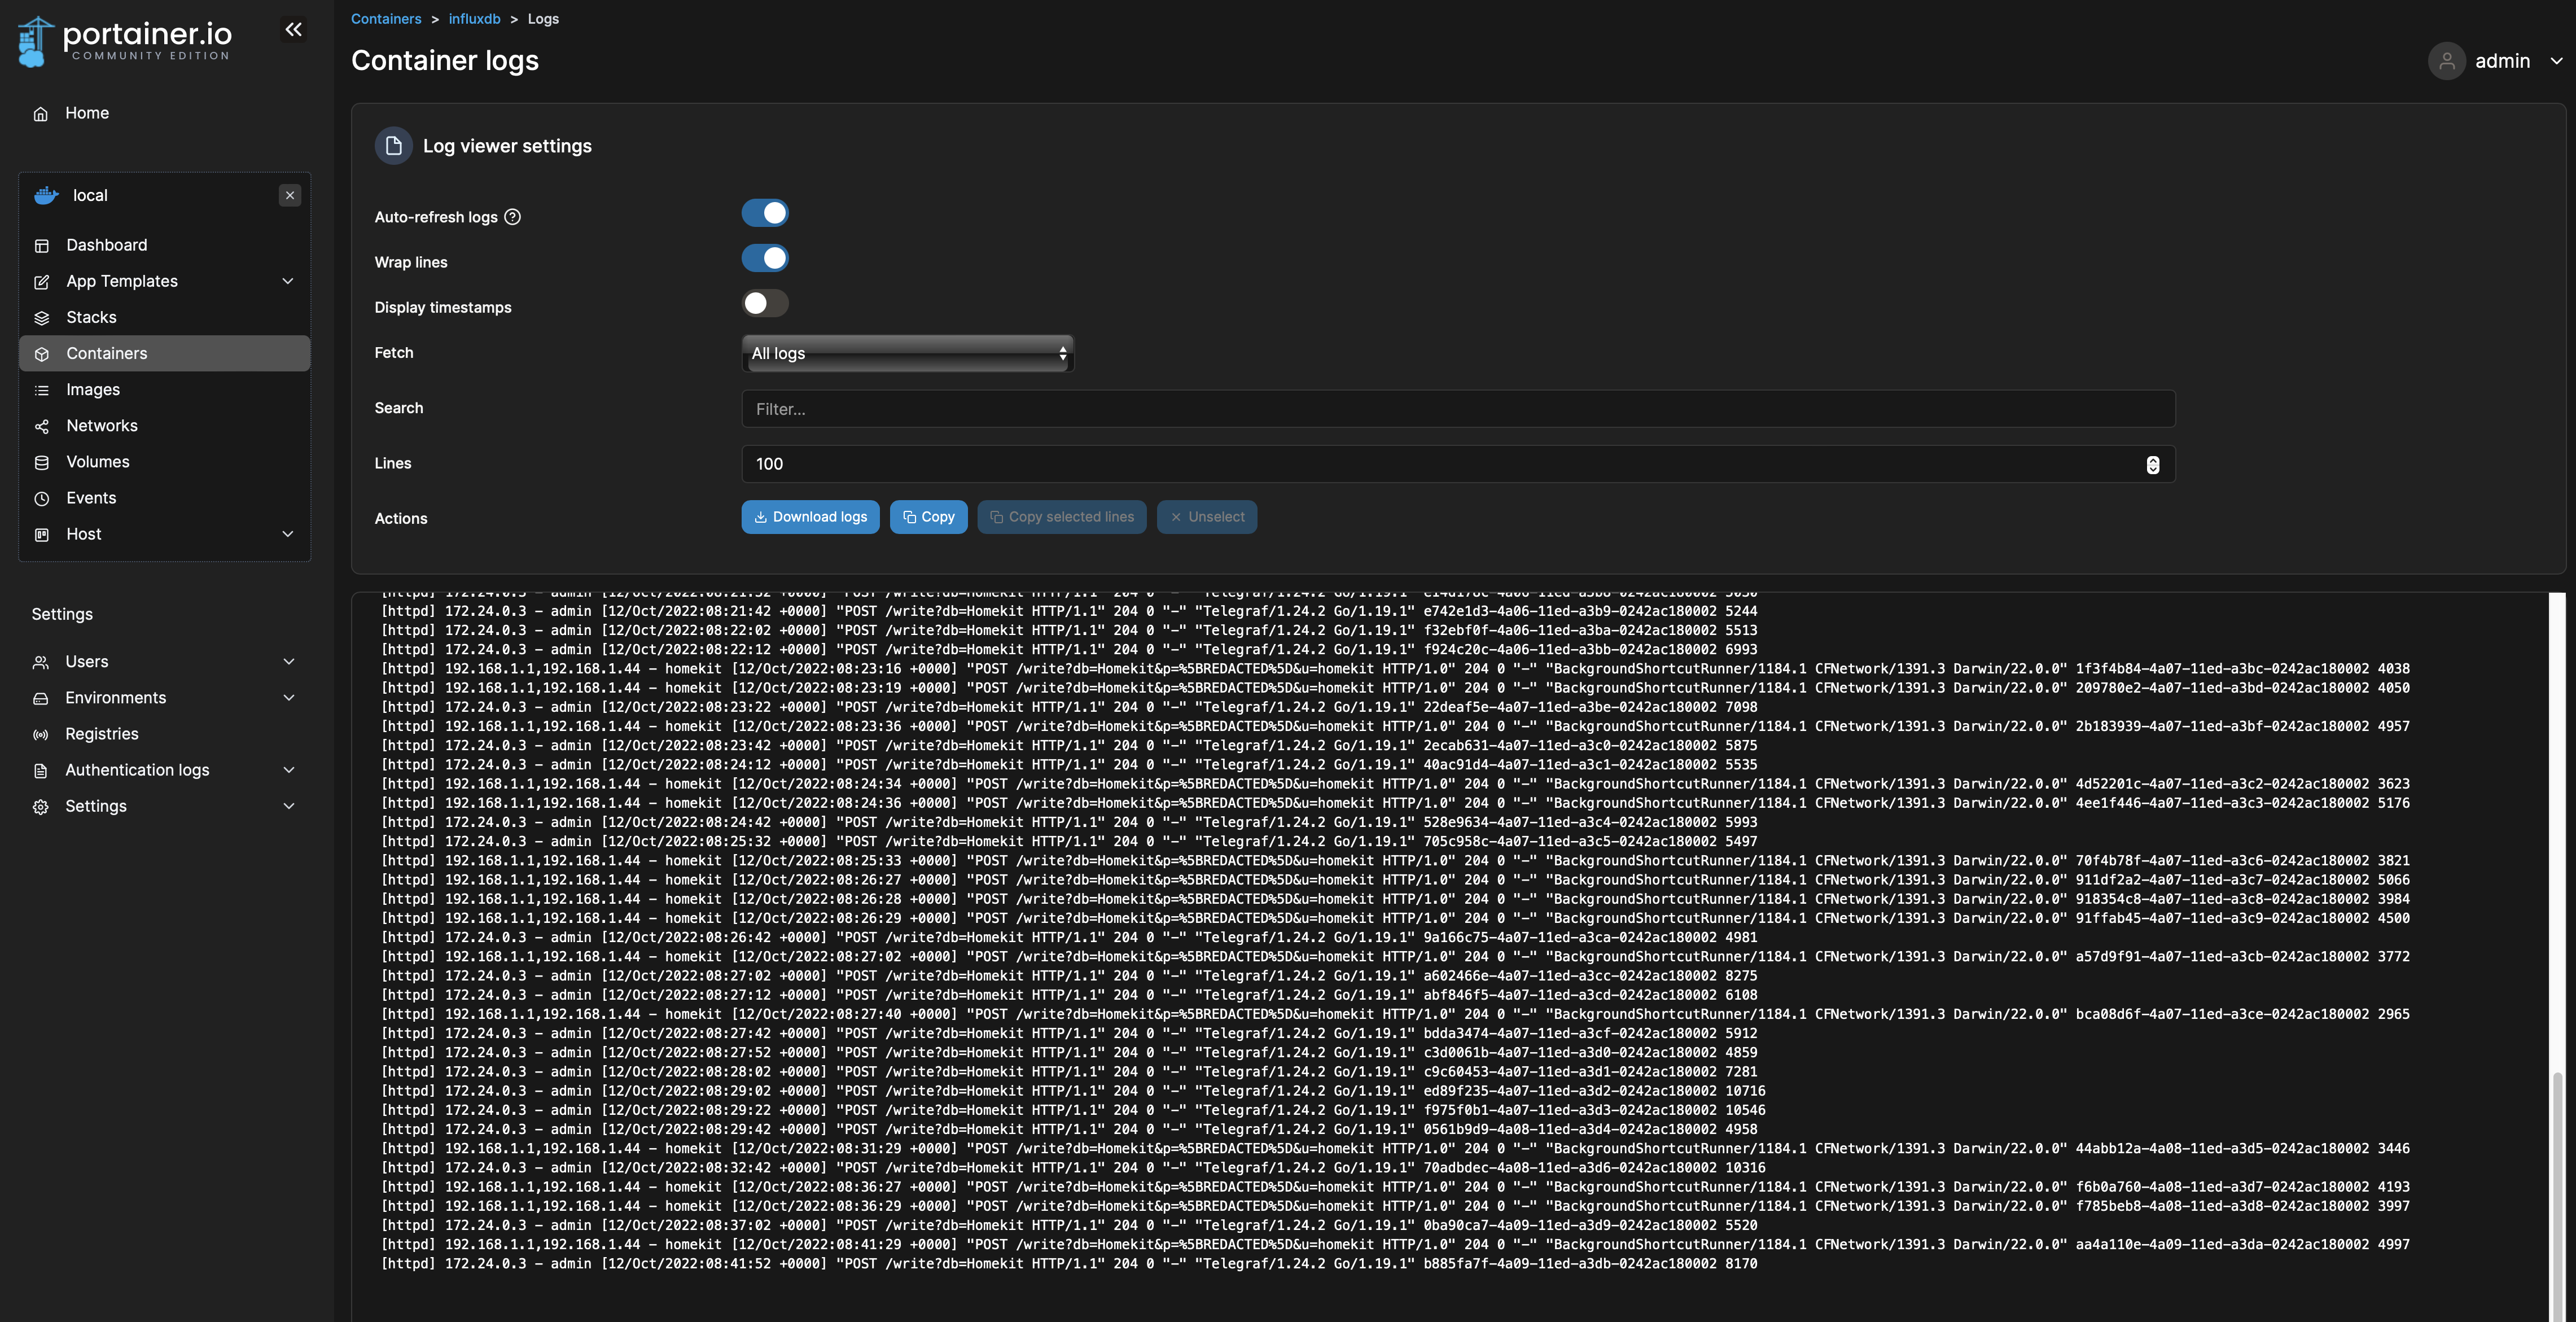 portainer.io
COMMUNITY EDITION
Home
local
Dashboard
App Templates
Stacks
Containers
Images
Networks
Volumes
Events
Host
Settings
Users
Environments
Registries
Authentication logs
Settings
Containers > influxdb > Logs
Container logs
admin
Log viewer settings
Auto-refresh logs
Wrap lines
Display timestamps
Fetch
All logs
Search
Filter...
Lines
100
Actions
Download logs
Copy
Copy selected lines
Unselect
[httpd] 172.24.0.3 - admin [12/Oct/2022:08:21:32 +0000] "POST /write?db=Homekit HTTP/1.1" 204 0 "-" "Telegraf/1.24.2 Go/1.19.1"
[httpd] 172.24.0.3 - admin [12/Oct/2022:08:21:42 +0000] "POST /write?db=Homekit HTTP/1.1" 204 0 "-" "Telegraf/1.24.2 Go/1.19.1" e742e1d3-4a06-11ed-a3b9-0242ac180002 5244
[httpd] 172.24.0.3 - admin [12/Oct/2022:08:22:02 +0000] "POST /write?db=Homekit HTTP/1.1" 204 0 "-" "Telegraf/1.24.2 Go/1.19.1" f32ebf0f-4a06-11ed-a3ba-0242ac180002 5513
[httpd] 172.24.0.3 - admin [12/Oct/2022:08:22:12 +0000] "POST /write?db=Homekit HTTP/1.1" 204 0 "-" "Telegraf/1.24.2 Go/1.19.1" f924c20c-4a06-11ed-a3bb-0242ac180002 6993
[httpd] 192.168.1.1,192.168.1.44 - homekit [12/Oct/2022:08:23:16 +0000] "POST /write?db=Homekit&p=%5BREDACTED%5D&u=homekit HTTP/1.0" 204 0 "-" "BackgroundShortcutRunner/1184.1 CFNetwork/1391.3 Darwin/22.0.0" 1f3f4b84-4a07-11ed-a3bc-0242ac180002 4038
[httpd] 192.168.1.1,192.168.1.44 - homekit [12/Oct/2022:08:23:19 +0000] "POST /write?db=Homekit&p=%5BREDACTED%5D&u=homekit HTTP/1.0" 204 0 "-" "BackgroundShortcutRunner/1184.1 CFNetwork/1391.3 Darwin/22.0.0" 209780e2-4a07-11ed-a3bd-0242ac180002 4050
[httpd] 172.24.0.3 - admin [12/Oct/2022:08:23:22 +0000] "POST /write?db=Homekit HTTP/1.1" 204 0 "-" "Telegraf/1.24.2 Go/1.19.1" 22deaf5e-4a07-11ed-a3be-0242ac180002 7098
[httpd] 192.168.1.1,192.168.1.44 - homekit [12/Oct/2022:08:23:36 +0000] "POST /write?db=Homekit&p=%5BREDACTED%5D&u=homekit HTTP/1.0" 204 0 "-" "BackgroundShortcutRunner/1184.1 CFNetwork/1391.3 Darwin/22.0.0" 2b183939-4a07-11ed-a3bf-0242ac180002 4957
[httpd] 172.24.0.3 - admin [12/Oct/2022:08:23:42 +0000] "POST /write?db=Homekit HTTP/1.1" 204 0 "-" "Telegraf/1.24.2 Go/1.19.1" 2ecab631-4a07-11ed-a3c0-0242ac180002 5875
[httpd] 172.24.0.3 - admin [12/Oct/2022:08:24:12 +0000] "POST /write?db=Homekit HTTP/1.1" 204 0 "-" "Telegraf/1.24.2 Go/1.19.1" 40ac91d4-4a07-11ed-a3c1-0242ac180002 5535
[httpd] 192.168.1.1,192.168.1.44 - homekit [12/Oct/2022:08:24:34 +0000] "POST /write?db=Homekit&p=%5BREDACTED%5D&u=homekit HTTP/1.0" 204 0 "-" "BackgroundShortcutRunner/1184.1 CFNetwork/1391.3 Darwin/22.0.0" 4d52201c-4a07-11ed-a3c2-0242ac180002 3623
[httpd] 192.168.1.1,192.168.1.44 - homekit [12/Oct/2022:08:24:36 +0000] "POST /write?db=Homekit&p=%5BREDACTED%5D&u=homekit HTTP/1.0" 204 0 "-" "BackgroundShortcutRunner/1184.1 CFNetwork/1391.3 Darwin/22.0.0" 4ee1f446-4a07-11ed-a3c3-0242ac180002 5176
[httpd] 172.24.0.3 - admin [12/Oct/2022:08:24:42 +0000] "POST /write?db=Homekit HTTP/1.1" 204 0 "-" "Telegraf/1.24.2 Go/1.19.1" 528e9634-4a07-11ed-a3c4-0242ac180002 5993
[httpd] 172.24.0.3 - admin [12/Oct/2022:08:25:32 +0000] "POST /write?db=Homekit HTTP/1.1" 204 0 "-" "Telegraf/1.24.2 Go/1.19.1" 705c958c-4a07-11ed-a3c5-0242ac180002 5497
[httpd] 192.168.1.1,192.168.1.44 - homekit [12/Oct/2022:08:25:33 +0000] "POST /write?db=Homekit&p=%5BREDACTED%5D&u=homekit HTTP/1.0" 204 0 "-" "BackgroundShortcutRunner/1184.1 CFNetwork/1391.3 Darwin/22.0.0" 70f4b78f-4a07-11ed-a3c6-0242ac180002 3821
[httpd] 192.168.1.1,192.168.1.44 - homekit [12/Oct/2022:08:26:27 +0000] "POST /write?db=Homekit&p=%5BREDACTED%5D&u=homekit HTTP/1.0" 204 0 "-" "BackgroundShortcutRunner/1184.1 CFNetwork/1391.3 Darwin/22.0.0" 911df2a2-4a07-11ed-a3c7-0242ac180002 5066
[httpd] 192.168.1.1,192.168.1.44 - homekit [12/Oct/2022:08:26:28 +0000] "POST /write?db=Homekit&p=%5BREDACTED%5D&u=homekit HTTP/1.0" 204 0 "-" "BackgroundShortcutRunner/1184.1 CFNetwork/1391.3 Darwin/22.0.0" 918354c8-4a07-11ed-a3c8-0242ac180002 3984
[httpd] 192.168.1.1,192.168.1.44 - homekit [12/Oct/2022:08:26:29 +0000] "POST /write?db=Homekit&p=%5BREDACTED%5D&u=homekit HTTP/1.0" 204 0 "-" "BackgroundShortcutRunner/1184.1 CFNetwork/1391.3 Darwin/22.0.0" 91ffab45-4a07-11ed-a3c9-0242ac180002 4500
[httpd] 172.24.0.3 - admin [12/Oct/2022:08:26:42 +0000] "POST /write?db=Homekit HTTP/1.1" 204 0 "-" "Telegraf/1.24.2 Go/1.19.1" 9a166c75-4a07-11ed-a3ca-0242ac180002 4981
[httpd] 192.168.1.1,192.168.1.44 - homekit [12/Oct/2022:08:27:02 +0000] "POST /write?db=Homekit&p=%5BREDACTED%5D&u=homekit HTTP/1.0" 204 0 "-" "BackgroundShortcutRunner/1184.1 CFNetwork/1391.3 Darwin/22.0.0" a57d9f91-4a07-11ed-a3cb-0242ac180002 3772
[httpd] 172.24.0.3 - admin [12/Oct/2022:08:27:02 +0000] "POST /write?db=Homekit HTTP/1.1" 204 0 "-" "Telegraf/1.24.2 Go/1.19.1" a602466e-4a07-11ed-a3cc-0242ac180002 8275
[httpd] 172.24.0.3 - admin [12/Oct/2022:08:27:12 +0000] "POST /write?db=Homekit HTTP/1.1" 204 0 "-" "Telegraf/1.24.2 Go/1.19.1" abf846f5-4a07-11ed-a3cd-0242ac180002 6108
[httpd] 192.168.1.1,192.168.1.44 - homekit [12/Oct/2022:08:27:40 +0000] "POST /write?db=Homekit&p=%5BREDACTED%5D&u=homekit HTTP/1.0" 204 0 "-" "BackgroundShortcutRunner/1184.1 CFNetwork/1391.3 Darwin/22.0.0" bca08d6f-4a07-11ed-a3ce-0242ac180002 2965
[httpd] 172.24.0.3 - admin [12/Oct/2022:08:27:42 +0000] "POST /write?db=Homekit HTTP/1.1" 204 0 "-" "Telegraf/1.24.2 Go/1.19.1" bdda3474-4a07-11ed-a3cf-0242ac180002 5912
[httpd] 172.24.0.3 - admin [12/Oct/2022:08:27:52 +0000] "POST /write?db=Homekit HTTP/1.1" 204 0 "-" "Telegraf/1.24.2 Go/1.19.1" c3d0061b-4a07-11ed-a3d0-0242ac180002 4859
[httpd] 172.24.0.3 - admin [12/Oct/2022:08:28:02 +0000] "POST /write?db=Homekit HTTP/1.1" 204 0 "-" "Telegraf/1.24.2 Go/1.19.1" c9c60453-4a07-11ed-a3d1-0242ac180002 7281
[httpd] 172.24.0.3 - admin [12/Oct/2022:08:29:02 +0000] "POST /write?db=Homekit HTTP/1.1" 204 0 "-" "Telegraf/1.24.2 Go/1.19.1" ed89f235-4a07-11ed-a3d2-0242ac180002 10716
[httpd] 172.24.0.3 - admin [12/Oct/2022:08:29:22 +0000] "POST /write?db=Homekit HTTP/1.1" 204 0 "-" "Telegraf/1.24.2 Go/1.19.1" f975f0b1-4a07-11ed-a3d3-0242ac180002 10546
[httpd] 172.24.0.3 - admin [12/Oct/2022:08:29:42 +0000] "POST /write?db=Homekit HTTP/1.1" 204 0 "-" "Telegraf/1.24.2 Go/1.19.1" 0561b9d9-4a08-11ed-a3d4-0242ac180002 4958
[httpd] 192.168.1.1,192.168.1.44 - homekit [12/Oct/2022:08:31:29 +0000] "POST /write?db=Homekit&p=%5BREDACTED%5D&u=homekit HTTP/1.0" 204 0 "-" "BackgroundShortcutRunner/1184.1 CFNetwork/1391.3 Darwin/22.0.0" 44abb12a-4a08-11ed-a3d5-0242ac180002 3446
[httpd] 172.24.0.3 - admin [12/Oct/2022:08:32:42 +0000] "POST /write?db=Homekit HTTP/1.1" 204 0 "-" "Telegraf/1.24.2 Go/1.19.1" 70adbdec-4a08-11ed-a3d6-0242ac180002 10316
[httpd] 192.168.1.1,192.168.1.44 - homekit [12/Oct/2022:08:36:27 +0000] "POST /write?db=Homekit&p=%5BREDACTED%5D&u=homekit HTTP/1.0" 204 0 "-" "BackgroundShortcutRunner/1184.1 CFNetwork/1391.3 Darwin/22.0.0" f6b0a760-4a08-11ed-a3d7-0242ac180002 4193
[httpd] 192.168.1.1,192.168.1.44 - homekit [12/Oct/2022:08:36:29 +0000] "POST /write?db=Homekit&p=%5BREDACTED%5D&u=homekit HTTP/1.0" 204 0 "-" "BackgroundShortcutRunner/1184.1 CFNetwork/1391.3 Darwin/22.0.0" f785beb8-4a08-11ed-a3d8-0242ac180002 3997
[httpd] 172.24.0.3 - admin [12/Oct/2022:08:37:02 +0000] "POST /write?db=Homekit HTTP/1.1" 204 0 "-" "Telegraf/1.24.2 Go/1.19.1" 0ba90ca7-4a09-11ed-a3d9-0242ac180002 5520
[httpd] 192.168.1.1,192.168.1.44 - homekit [12/Oct/2022:08:41:29 +0000] "POST /write?db=Homekit&p=%5BREDACTED%5D&u=homekit HTTP/1.0" 204 0 "-" "BackgroundShortcutRunner/1184.1 CFNetwork/1391.3 Darwin/22.0.0" aa4a110e-4a09-11ed-a3da-0242ac180002 4997
[httpd] 172.24.0.3 - admin [12/Oct/2022:08:41:52 +0000] "POST /write?db=Homekit HTTP/1.1" 204 0 "-" "Telegraf/1.24.2 Go/1.19.1" b885fa7f-4a09-11ed-a3db-0242ac180002 8170